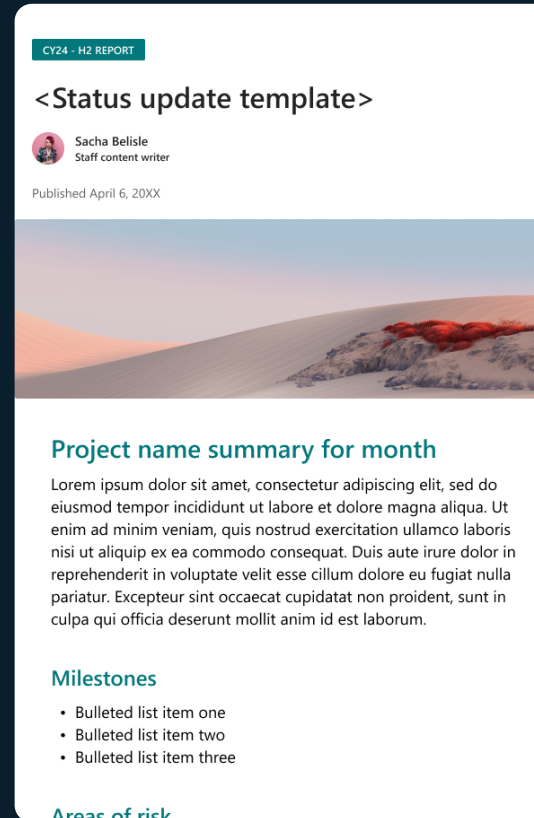 CY24 - H2 REPORT
<Status update template>
Sacha Belisle
Staff content writer
Published April 6, 20XX
Project name summary for month
Lorem ipsum dolor sit amet, consectetur adipiscing elit, sed do
eiusmod tempor incididunt ut labore et dolore magna aliqua. Ut
enim ad minim veniam, quis nostrud exercitation ullamco laboris
nisi ut aliquip ex ea commodo consequat. Duis aute irure dolor in
reprehenderit in voluptate velit esse cillum dolore eu fugiat nulla
pariatur. Excepteur sint occaecat cupidatat non proident, sunt in
culpa qui officia deserunt mollit anim id est laborum.
Milestones
• Bulleted list item one
• Bulleted list item two
• Bulleted list item three
Areas of risk